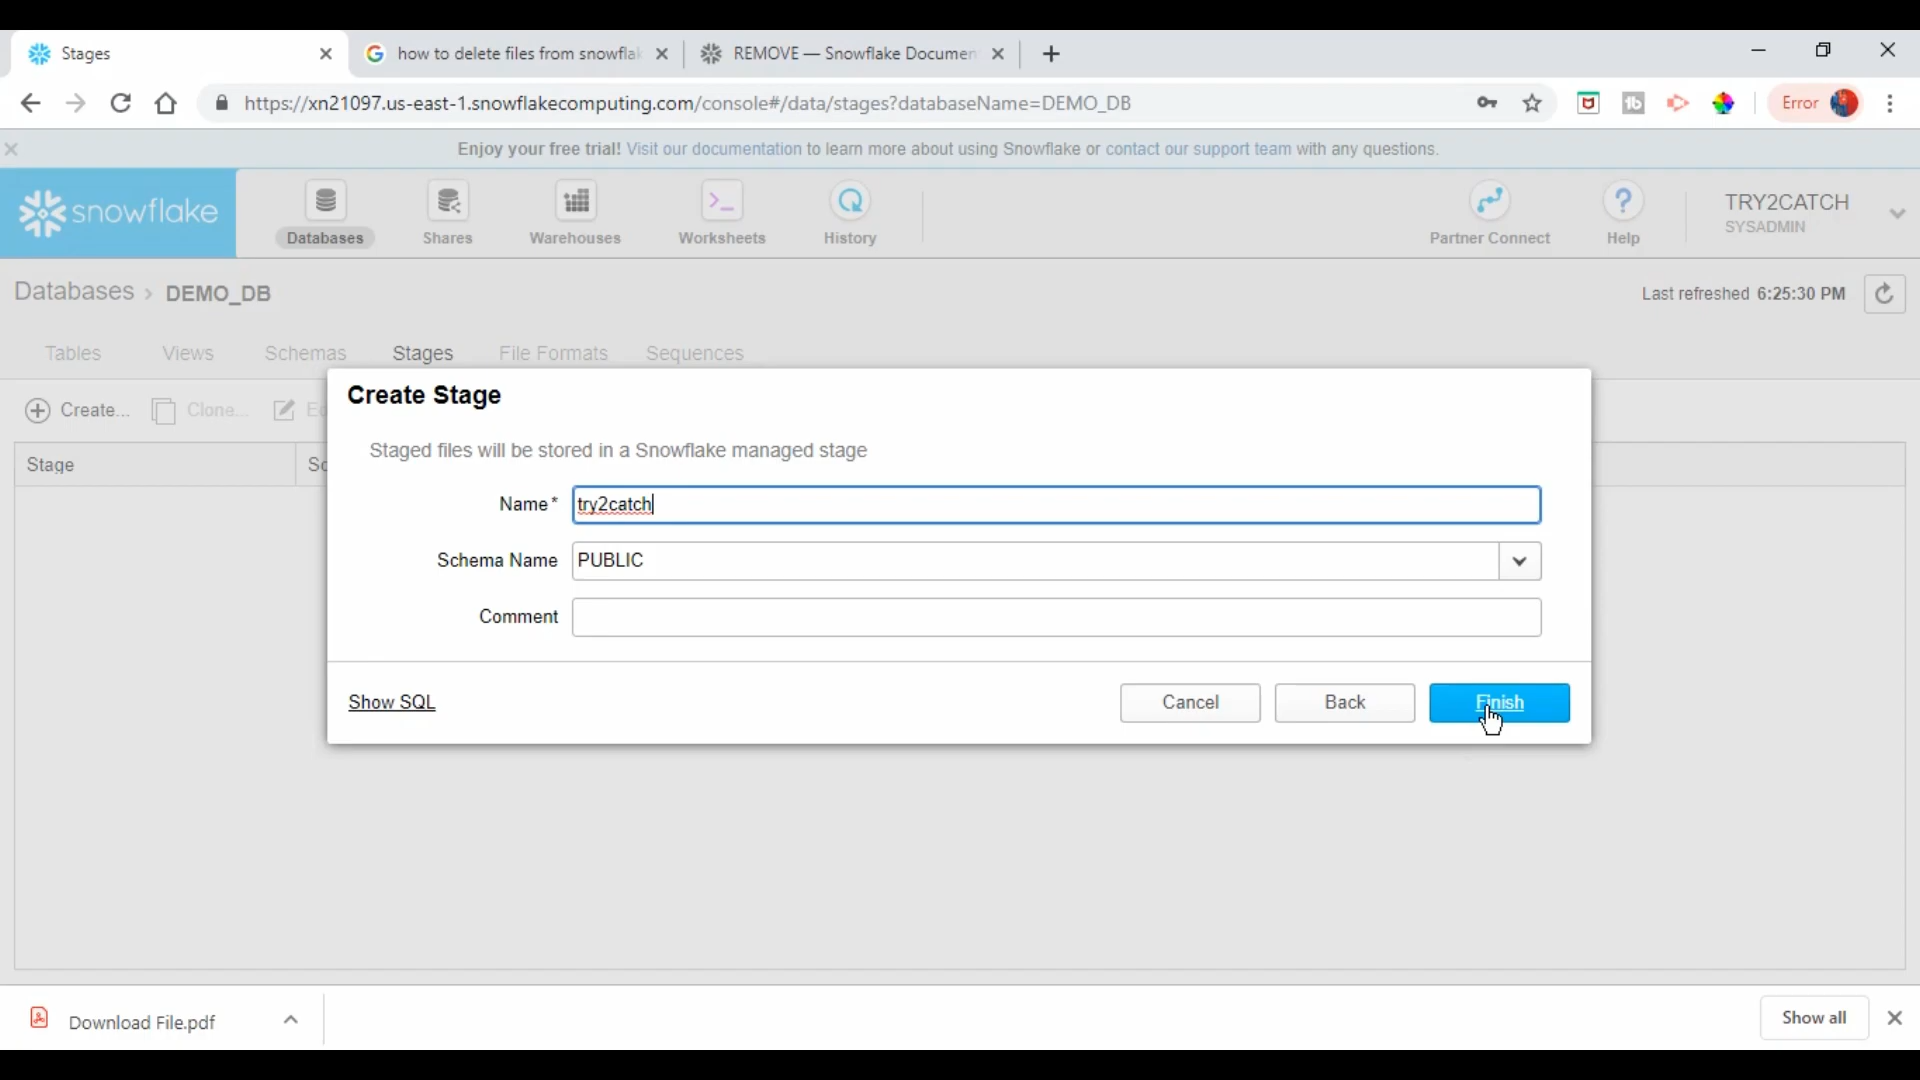 Stages
how to delete files from snowflak
REMOVE — Snowflake Documen
https://xn21097.us-east-1.snowflakecomputing.com/console#/data/stages?databaseName=DEMO_DB
Error
Enjoy your free trial! Visit our documentation to learn more about using Snowflake or contact our support team with any questions.
snowflake
Databases
Shares
Warehouses
Worksheets
History
Partner Connect
Help
TRY2CATCH
SYSADMIN
Databases > DEMO_DB
Last refreshed 6:25:30 PM
Tables Views Schemas Stages File Formats Sequences
Create... Clone... Ed
Stage Sc
Create Stage
Staged files will be stored in a Snowflake managed stage
Name* try2catch
Schema Name PUBLIC
Comment
Show SQL Cancel Back Finish
Download File.pdf
Show all